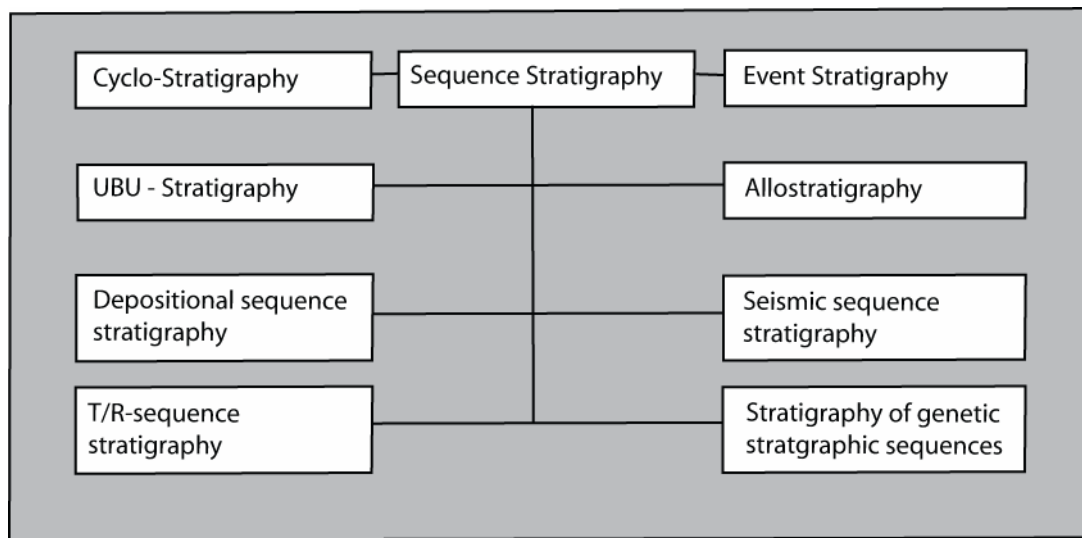 Cyclo-Stratigraphy
Sequence Stratigraphy
Event Stratigraphy
UBU - Stratigraphy
Allostratigraphy
Depositional sequence
stratigraphy
Seismic sequence
stratigraphy
T/R-sequence
stratigraphy
Stratigraphy of genetic
stratgraphic sequences